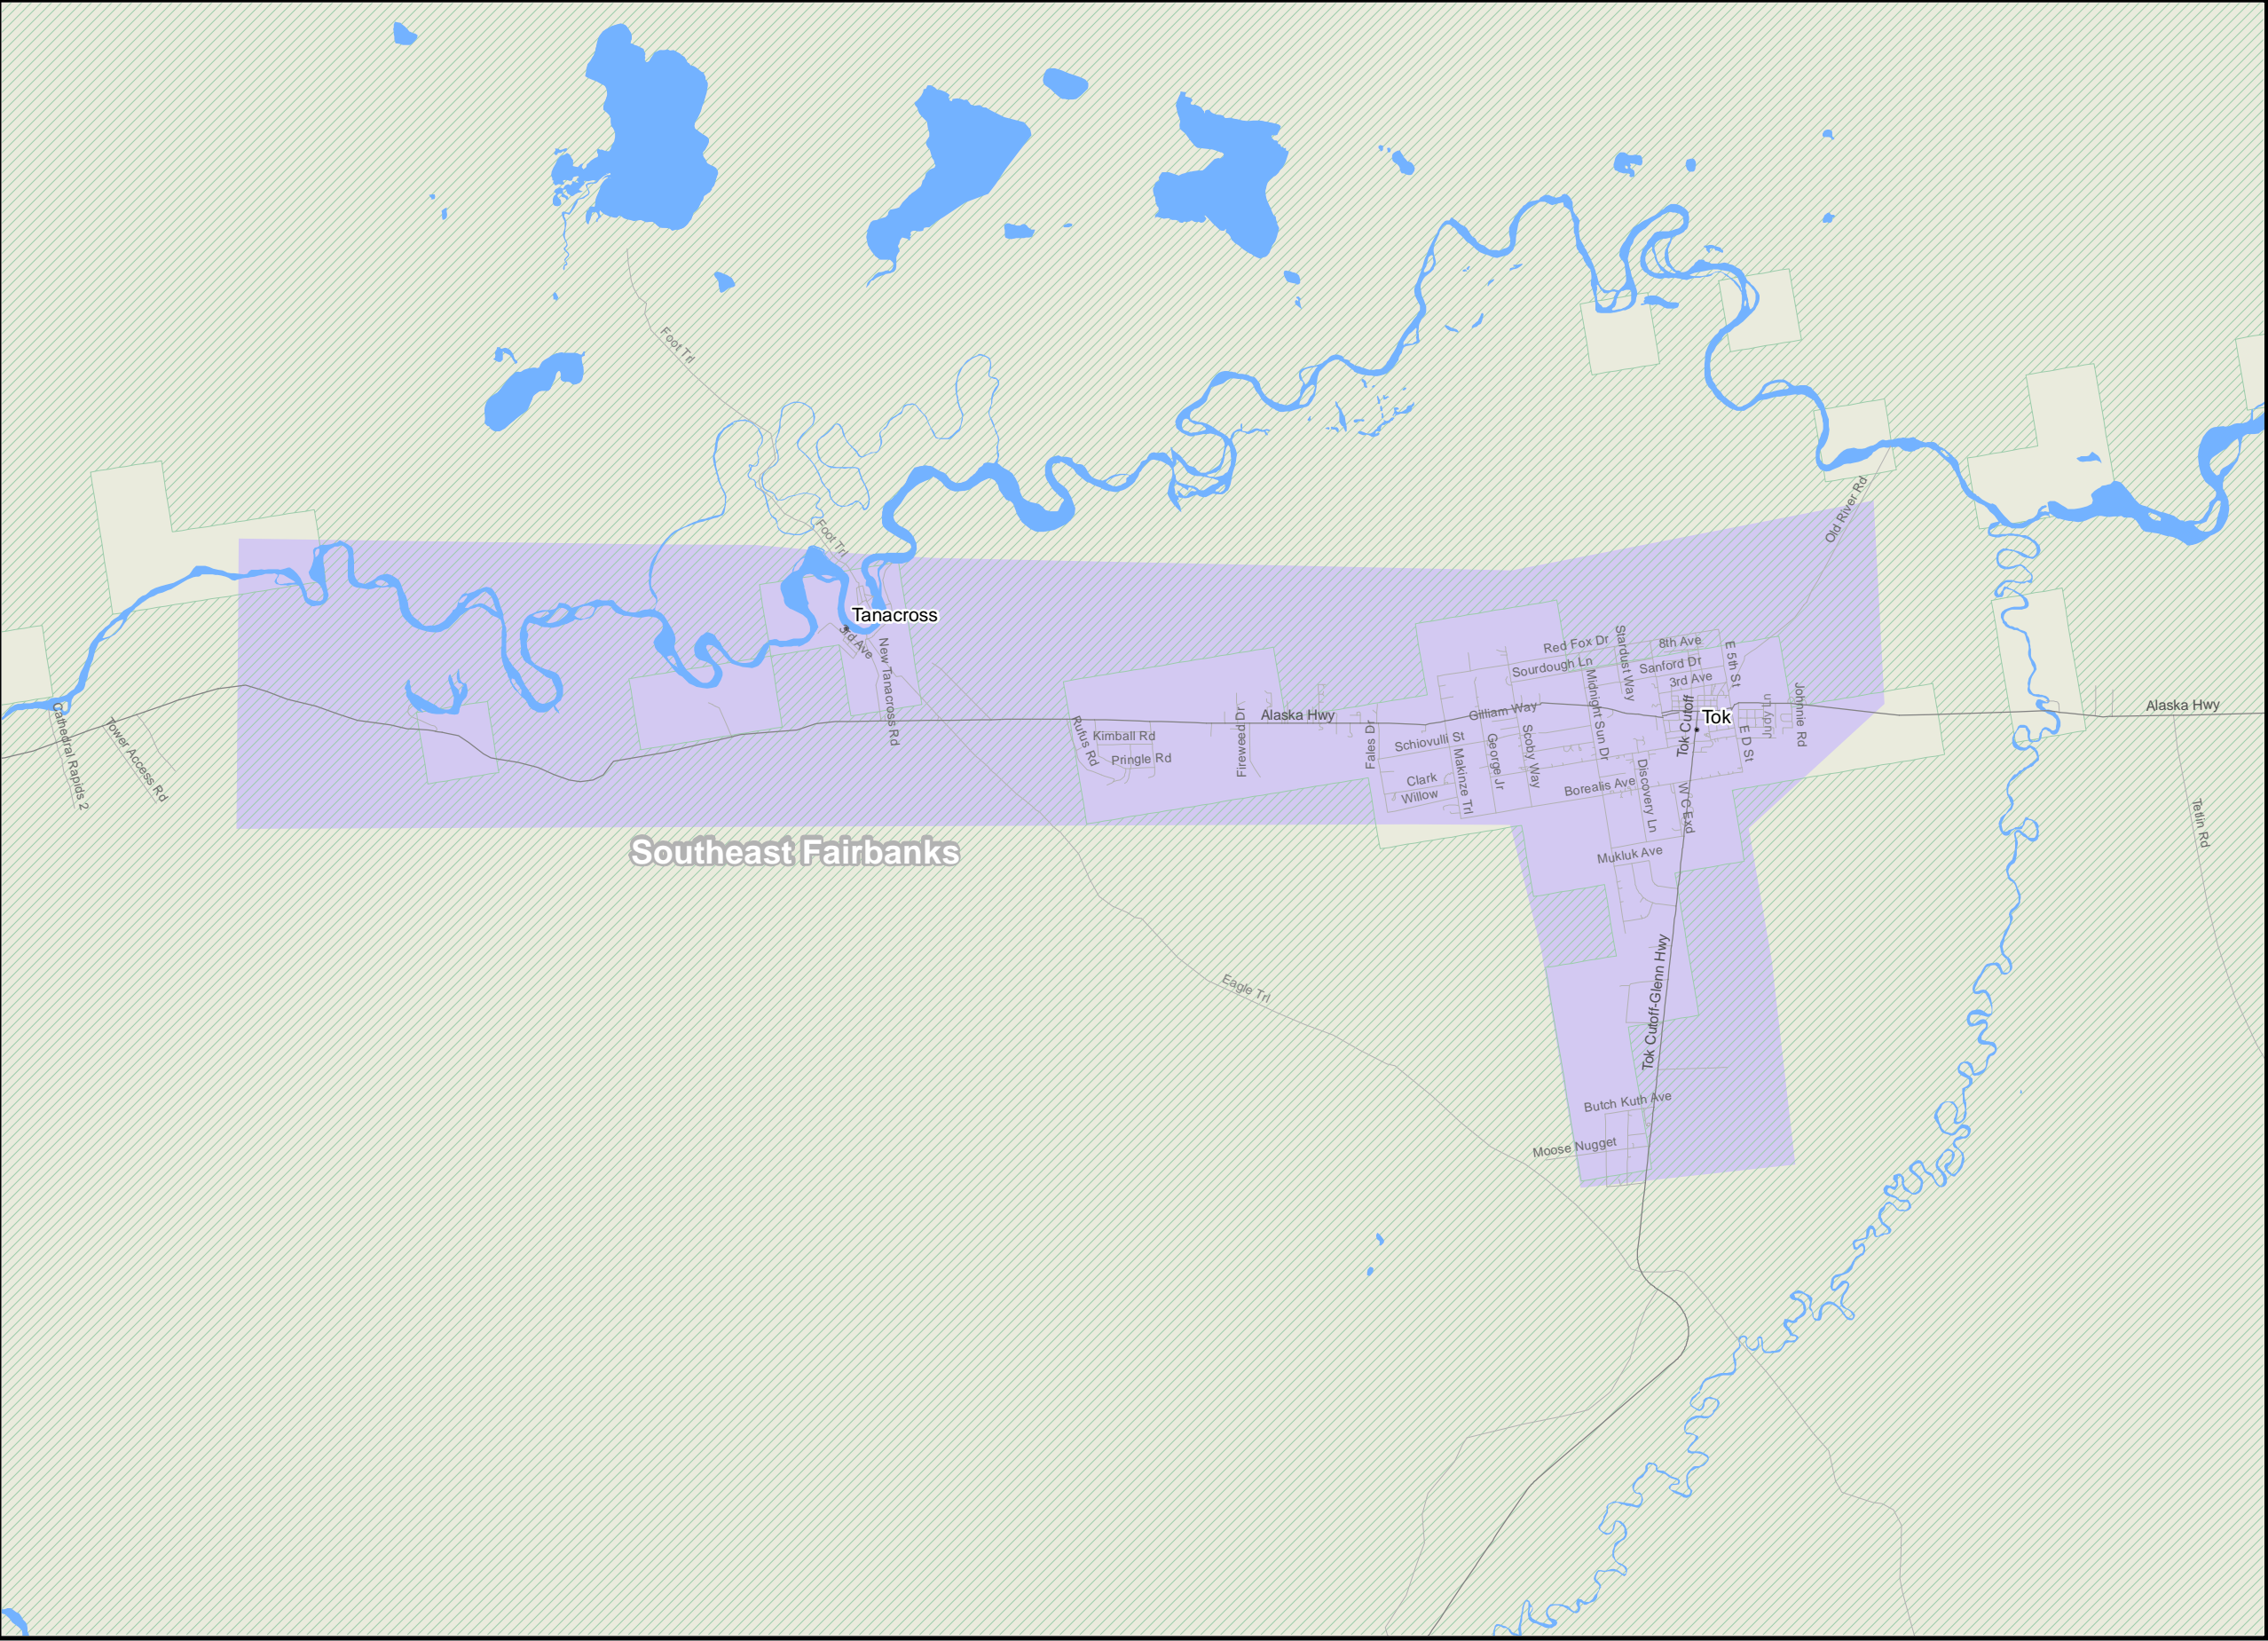 Foot Trl
Old River Rd
Foot Trl
Tanacross
3rd Ave
New Tanacross Rd
Red Fox Dr
Stardust Way
8th Ave
E 5th St
Sourdough Ln
Sanford Dr
3rd Ave
Midnight Sun Dr
Johnnie Rd
Judy Ln
Cathedral Rapids 2
Tower Access Rd
Rufus Rd
Kimball Rd
Pringle Rd
Fireweed Dr
Alaska Hwy
Fales Dr
Gilliam Way
Tok Cutoff
Tok
Alaska Hwy
Schiovulli St
George Jr
Scoby Way
E D St
Makinze Trl
Clark
Willow
Borealis Ave
Discovery Ln
W C Exd
Tetlin Rd
Southeast Fairbanks
Mukluk Ave
Eagle Trl
Tok Cutoff-Glenn Hwy
Butch Kuth Ave
Moose Nugget